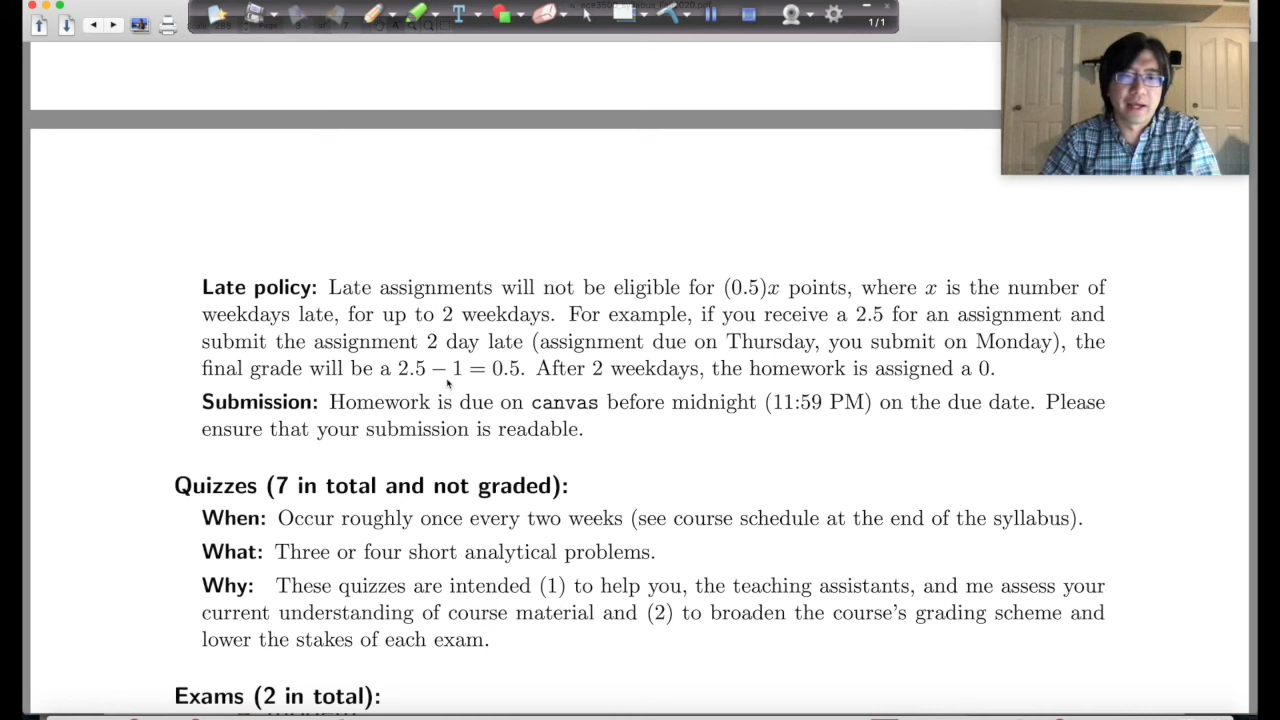 1/1
Late policy: Late assignments will not be eligible for (0.5)x points, where x is the number of
weekdays late, for up to 2 weekdays. For example, if you receive a 2.5 for an assignment and
submit the assignment 2 day late (assignment due on Thursday, you submit on Monday), the
final grade will be a 2.5 − 1 = 0.5. After 2 weekdays, the homework is assigned a 0.
Submission: Homework is due on canvas before midnight (11:59 PM) on the due date. Please
ensure that your submission is readable.
Quizzes (7 in total and not graded):
When: Occur roughly once every two weeks (see course schedule at the end of the syllabus).
What: Three or four short analytical problems.
Why: These quizzes are intended (1) to help you, the teaching assistants, and me assess your
current understanding of course material and (2) to broaden the course's grading scheme and
lower the stakes of each exam.
Exams (2 in total):